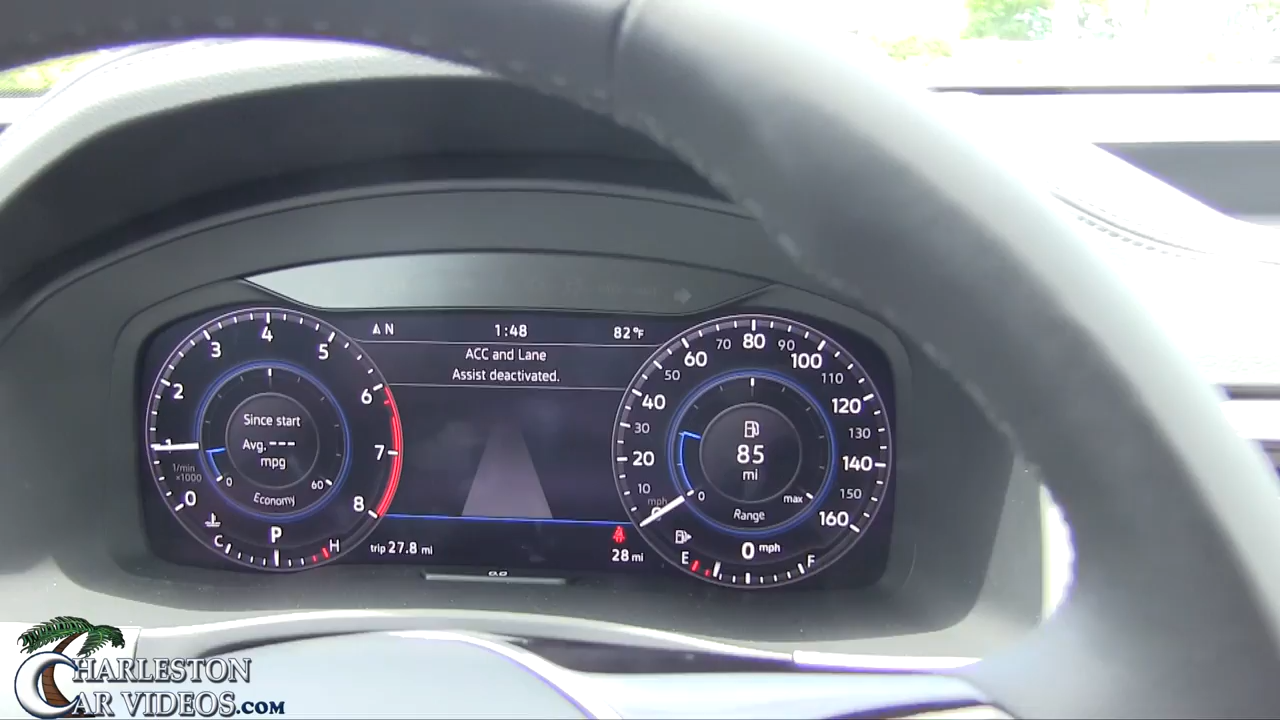 N
1:48
82°F
ACC and Lane
Assist deactivated.
0
1
2
3
4
5
6
7
8
1/min
×1000
Since start
Avg. ---
mpg
0
60
Economy
C
P
H
trip 27.8 mi
28 mi
0
10
20
30
40
50
60
70
80
90
100
110
120
130
140
150
160
mph
85
mi
0
max
Range
0 mph
E
F
CHARLESTON
CAR VIDEOS.COM